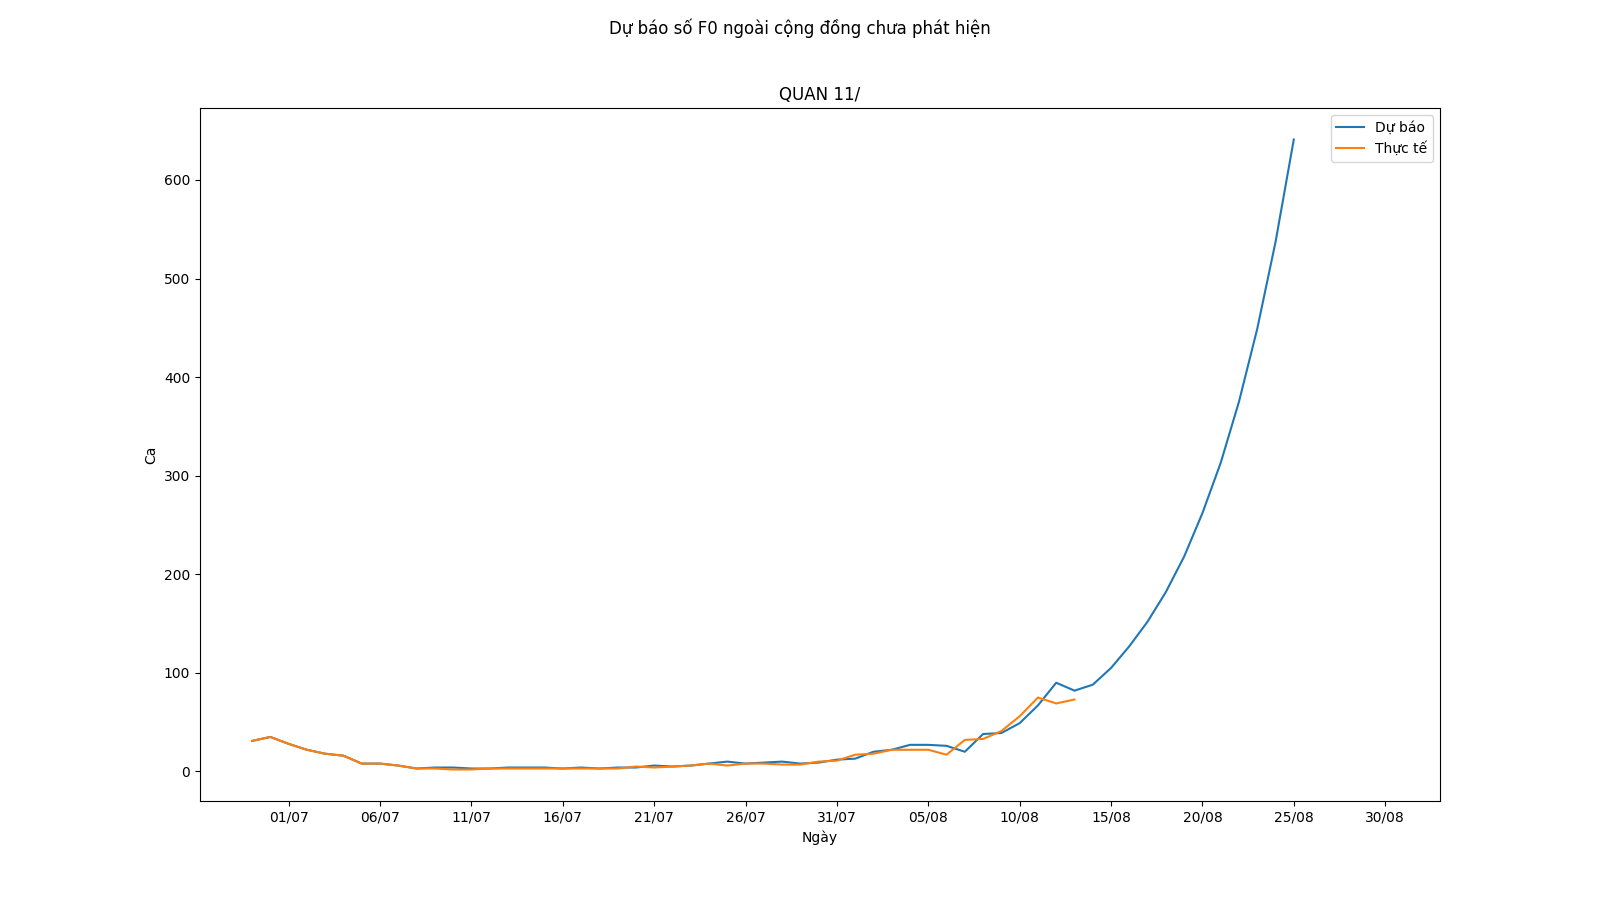 Dự báo số F0 ngoài cộng đồng chưa phát hiện
QUAN 11/
Dự báo
Thực tế
600
500
400
300
200
100
0
Ca
01/07 06/07 11/07 16/07 21/07 26/07 31/07 05/08 10/08 15/08 20/08 25/08 30/08
Ngày